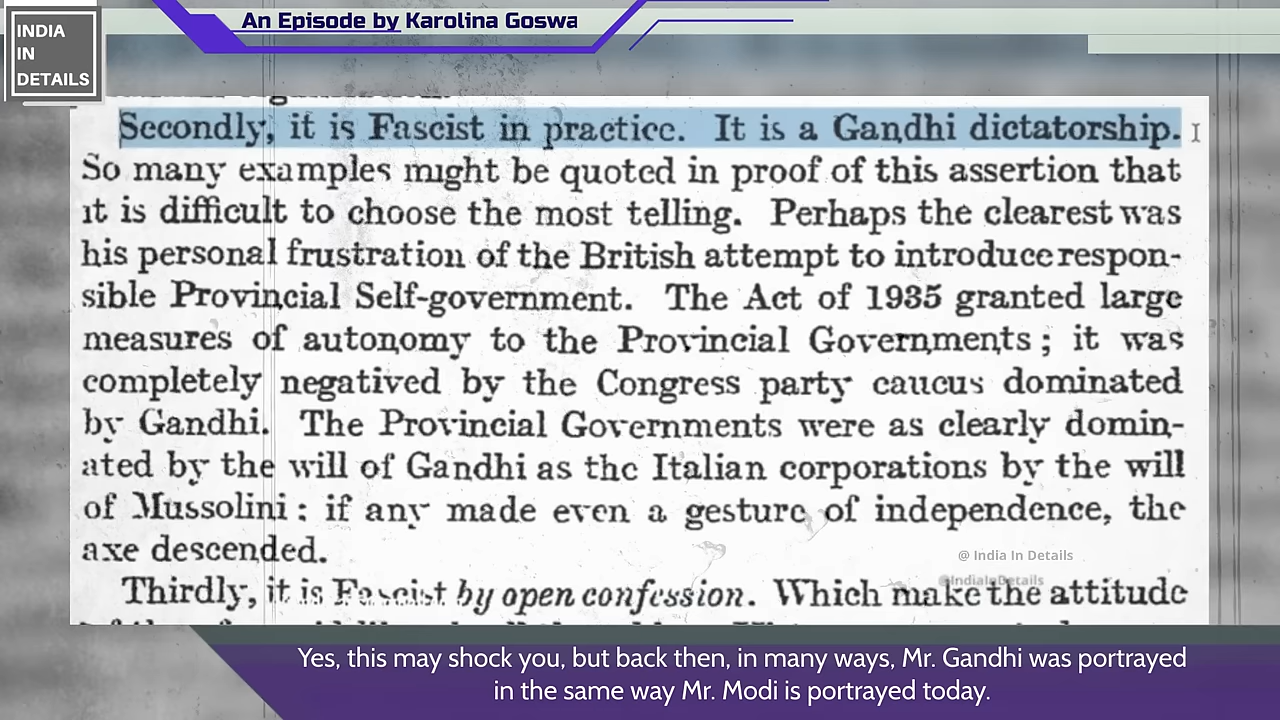 An Episode by Karolina Goswa
INDIA
IN
DETAILS
Secondly, it is Fascist in practice. It is a Gandhi dictatorship.
So many examples might be quoted in proof of this assertion that
it is difficult to choose the most telling. Perhaps the clearest was
his personal frustration of the British attempt to introduce respon-
sible Provincial Self-government. The Act of 1935 granted large
measures of autonomy to the Provincial Governments; it was
completely negatived by the Congress party caucus dominated
by Gandhi. The Provincial Governments were as clearly domin-
ated by the will of Gandhi as the Italian corporations by the will
of Mussolini: if any made even a gesture of independence, the
axe descended.
@ India In Details
@IndiaInDetails
Thirdly, it is Fascist by open confession. Which make the attitude
Yes, this may shock you, but back then, in many ways, Mr. Gandhi was portrayed
in the same way Mr. Modi is portrayed today.